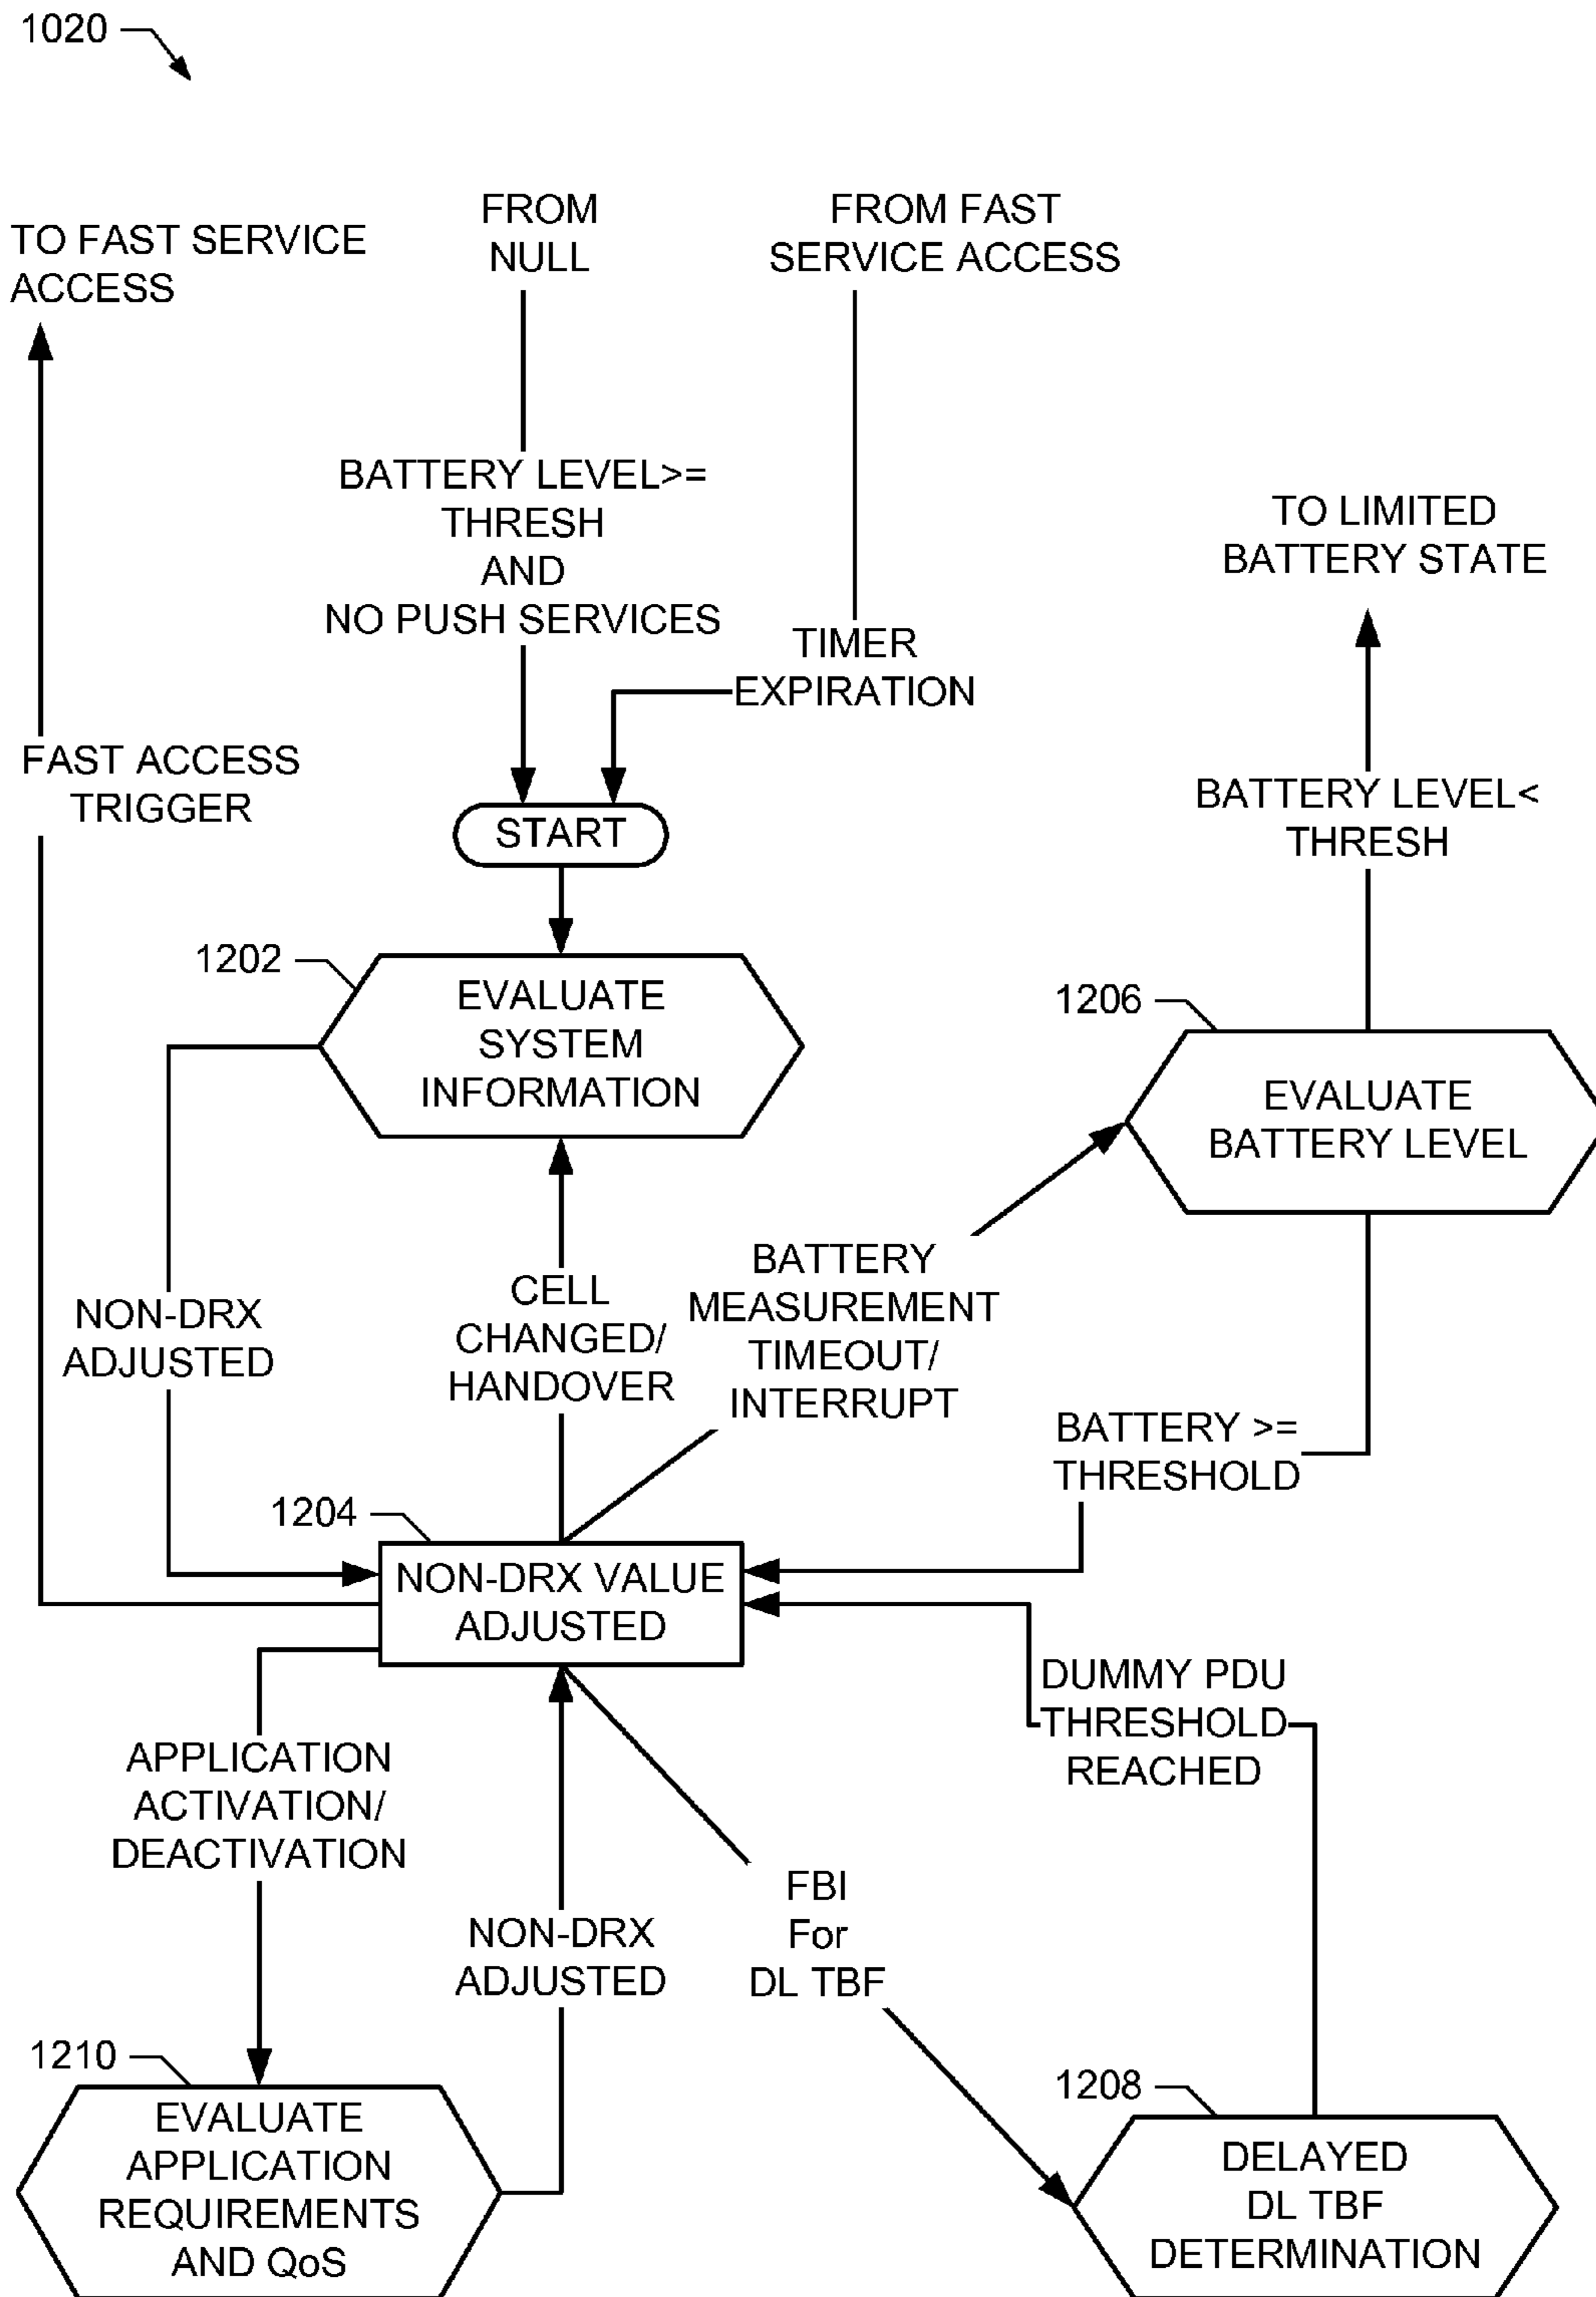 1020
TO FAST SERVICE
ACCESS
FROM
NULL
FROM FAST
SERVICE ACCESS
BATTERY LEVEL>=
THRESH
AND
NO PUSH SERVICES
TIMER
EXPIRATION
TO LIMITED
BATTERY STATE
FAST ACCESS
TRIGGER
BATTERY LEVEL<
THRESH
START
1202
EVALUATE
SYSTEM
INFORMATION
1206
EVALUATE
BATTERY LEVEL
NON-DRX
ADJUSTED
CELL
CHANGED/
HANDOVER
BATTERY
MEASUREMENT
TIMEOUT/
INTERRUPT
BATTERY >=
THRESHOLD
1204
NON-DRX VALUE
ADJUSTED
DUMMY PDU
THRESHOLD
REACHED
APPLICATION
ACTIVATION/
DEACTIVATION
NON-DRX
ADJUSTED
FBI
For
DL TBF
1210
EVALUATE
APPLICATION
REQUIREMENTS
AND QoS
1208
DELAYED
DL TBF
DETERMINATION